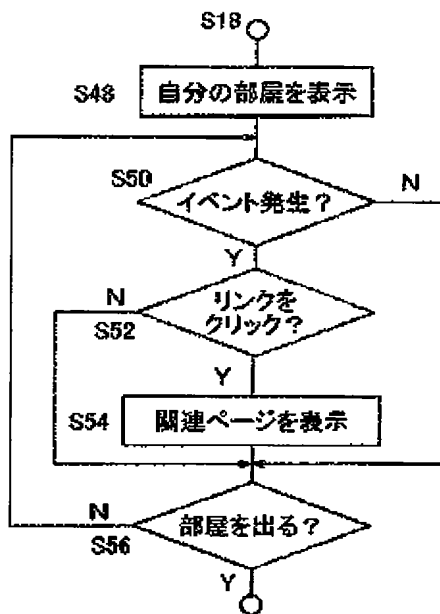 S18
S48 自分の部屋を表示
S50
イベント発生?
N
Y
N
リンクを
クリック?
S52
Y
S54 関連ページを表示
N
部屋を出る?
S56
Y